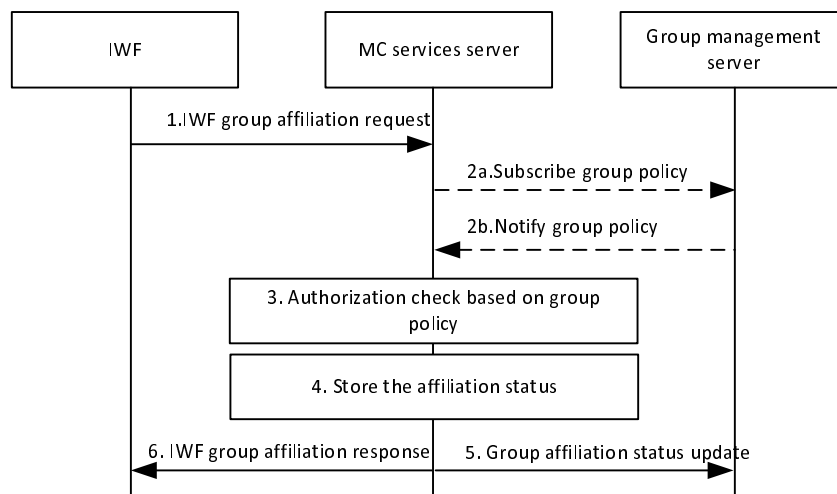 IWF
MC services server
Group management
server
1.IWF group affiliation request
2a.Subscribe group policy
2b.Notify group policy
3. Authorization check based on group
policy
4. Store the affiliation status
6. IWF group affiliation response
5. Group affiliation status update